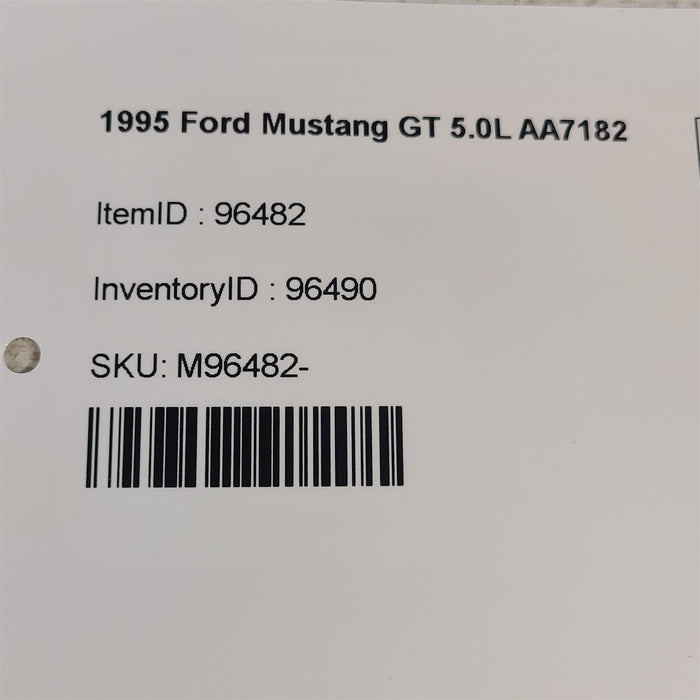 1995 Ford Mustang GT 5.0L AA7182
ItemID : 96482
InventoryID : 96490
SKU: M96482-